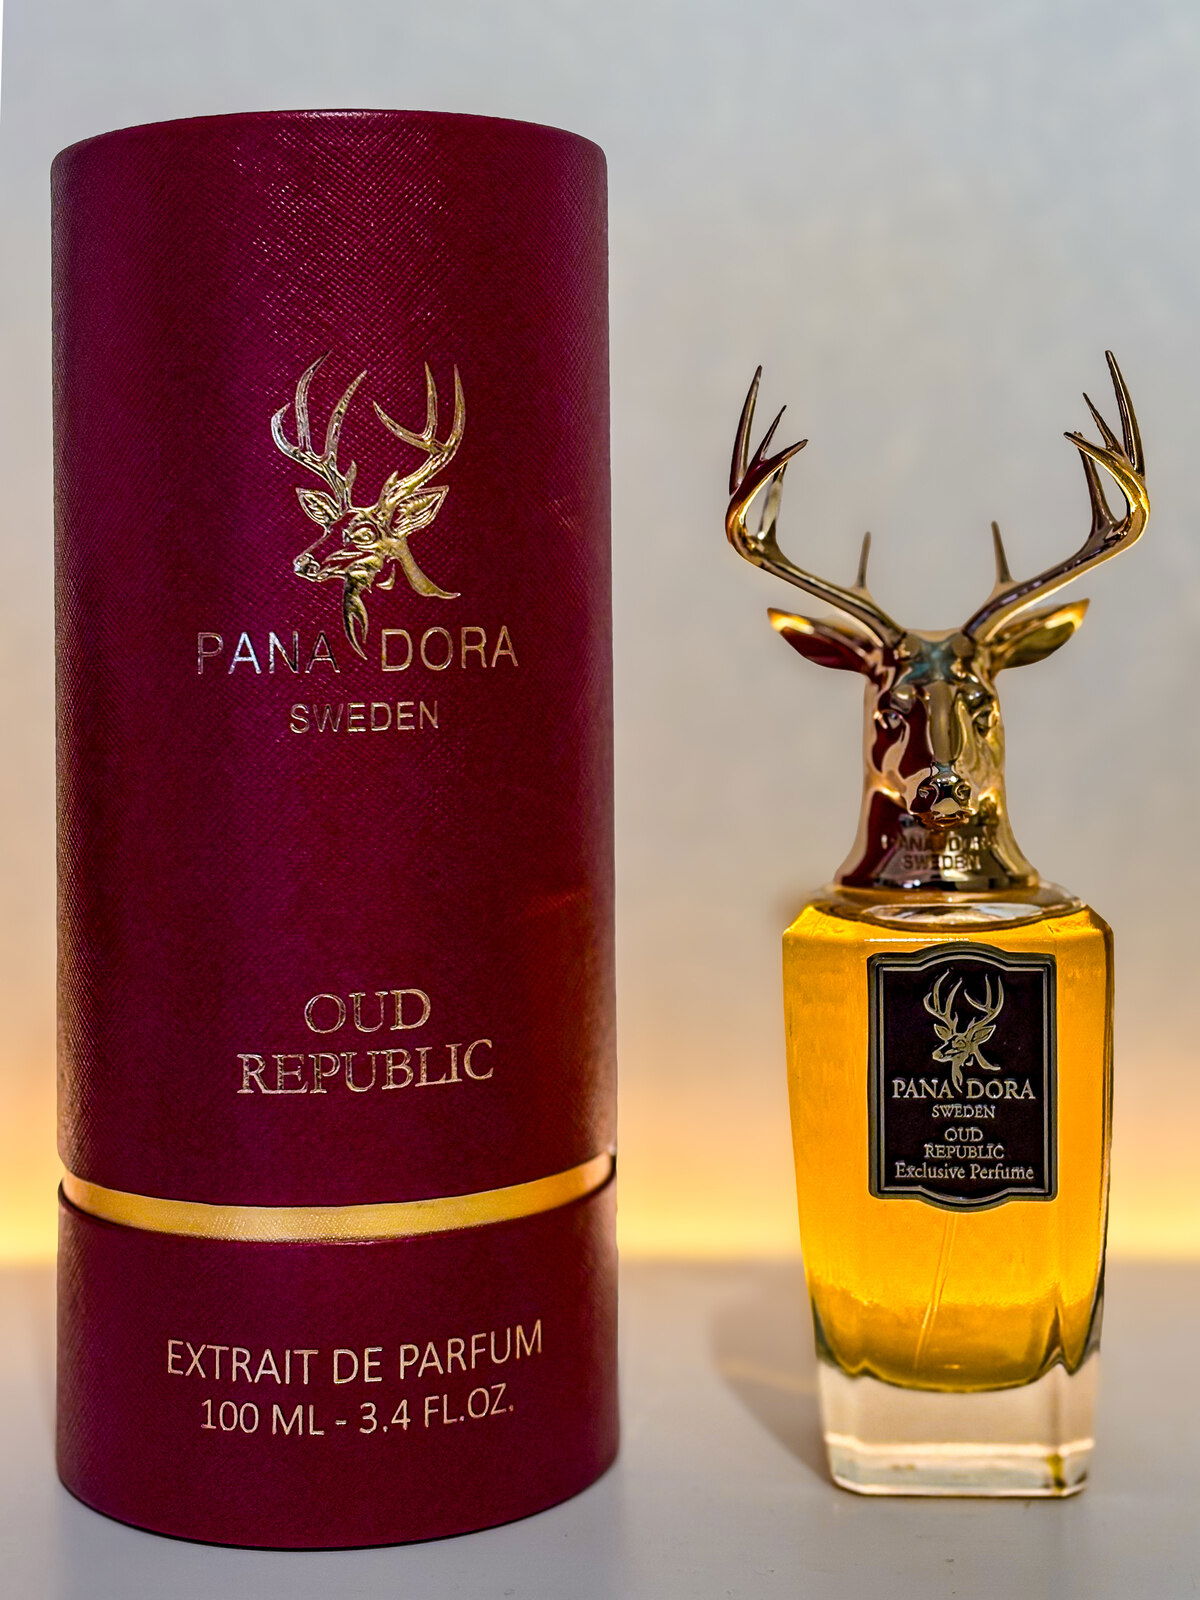 PANA DORA
SWEDEN
OUD
REPUBLIC
EXTRAIT DE PARFUM
100 ML - 3.4 FL.OZ.
PANA DORA
SWEDEN
PANA DORA
SWEDEN
OUD
REPUBLIC
Exclusive Perfume